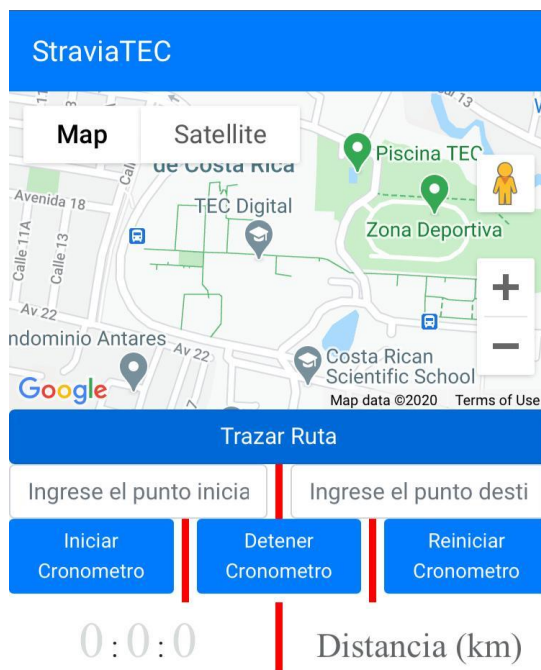 StraviaTEC
Map Satellite
de Costa Rica
Piscina TEC
Avenida 18
TEC Digital
Zona Deportiva
Calle 11A
Calle 13
Av 22
ndominio Antares
Av 22
Costa Rican
Scientific School
Google
Map data ©2020 Terms of Use
Trazar Ruta
Ingrese el punto inicia Ingrese el punto desti
Iniciar Detener Reiniciar
Cronometro Cronometro Cronometro
0 : 0 : 0 Distancia (km)